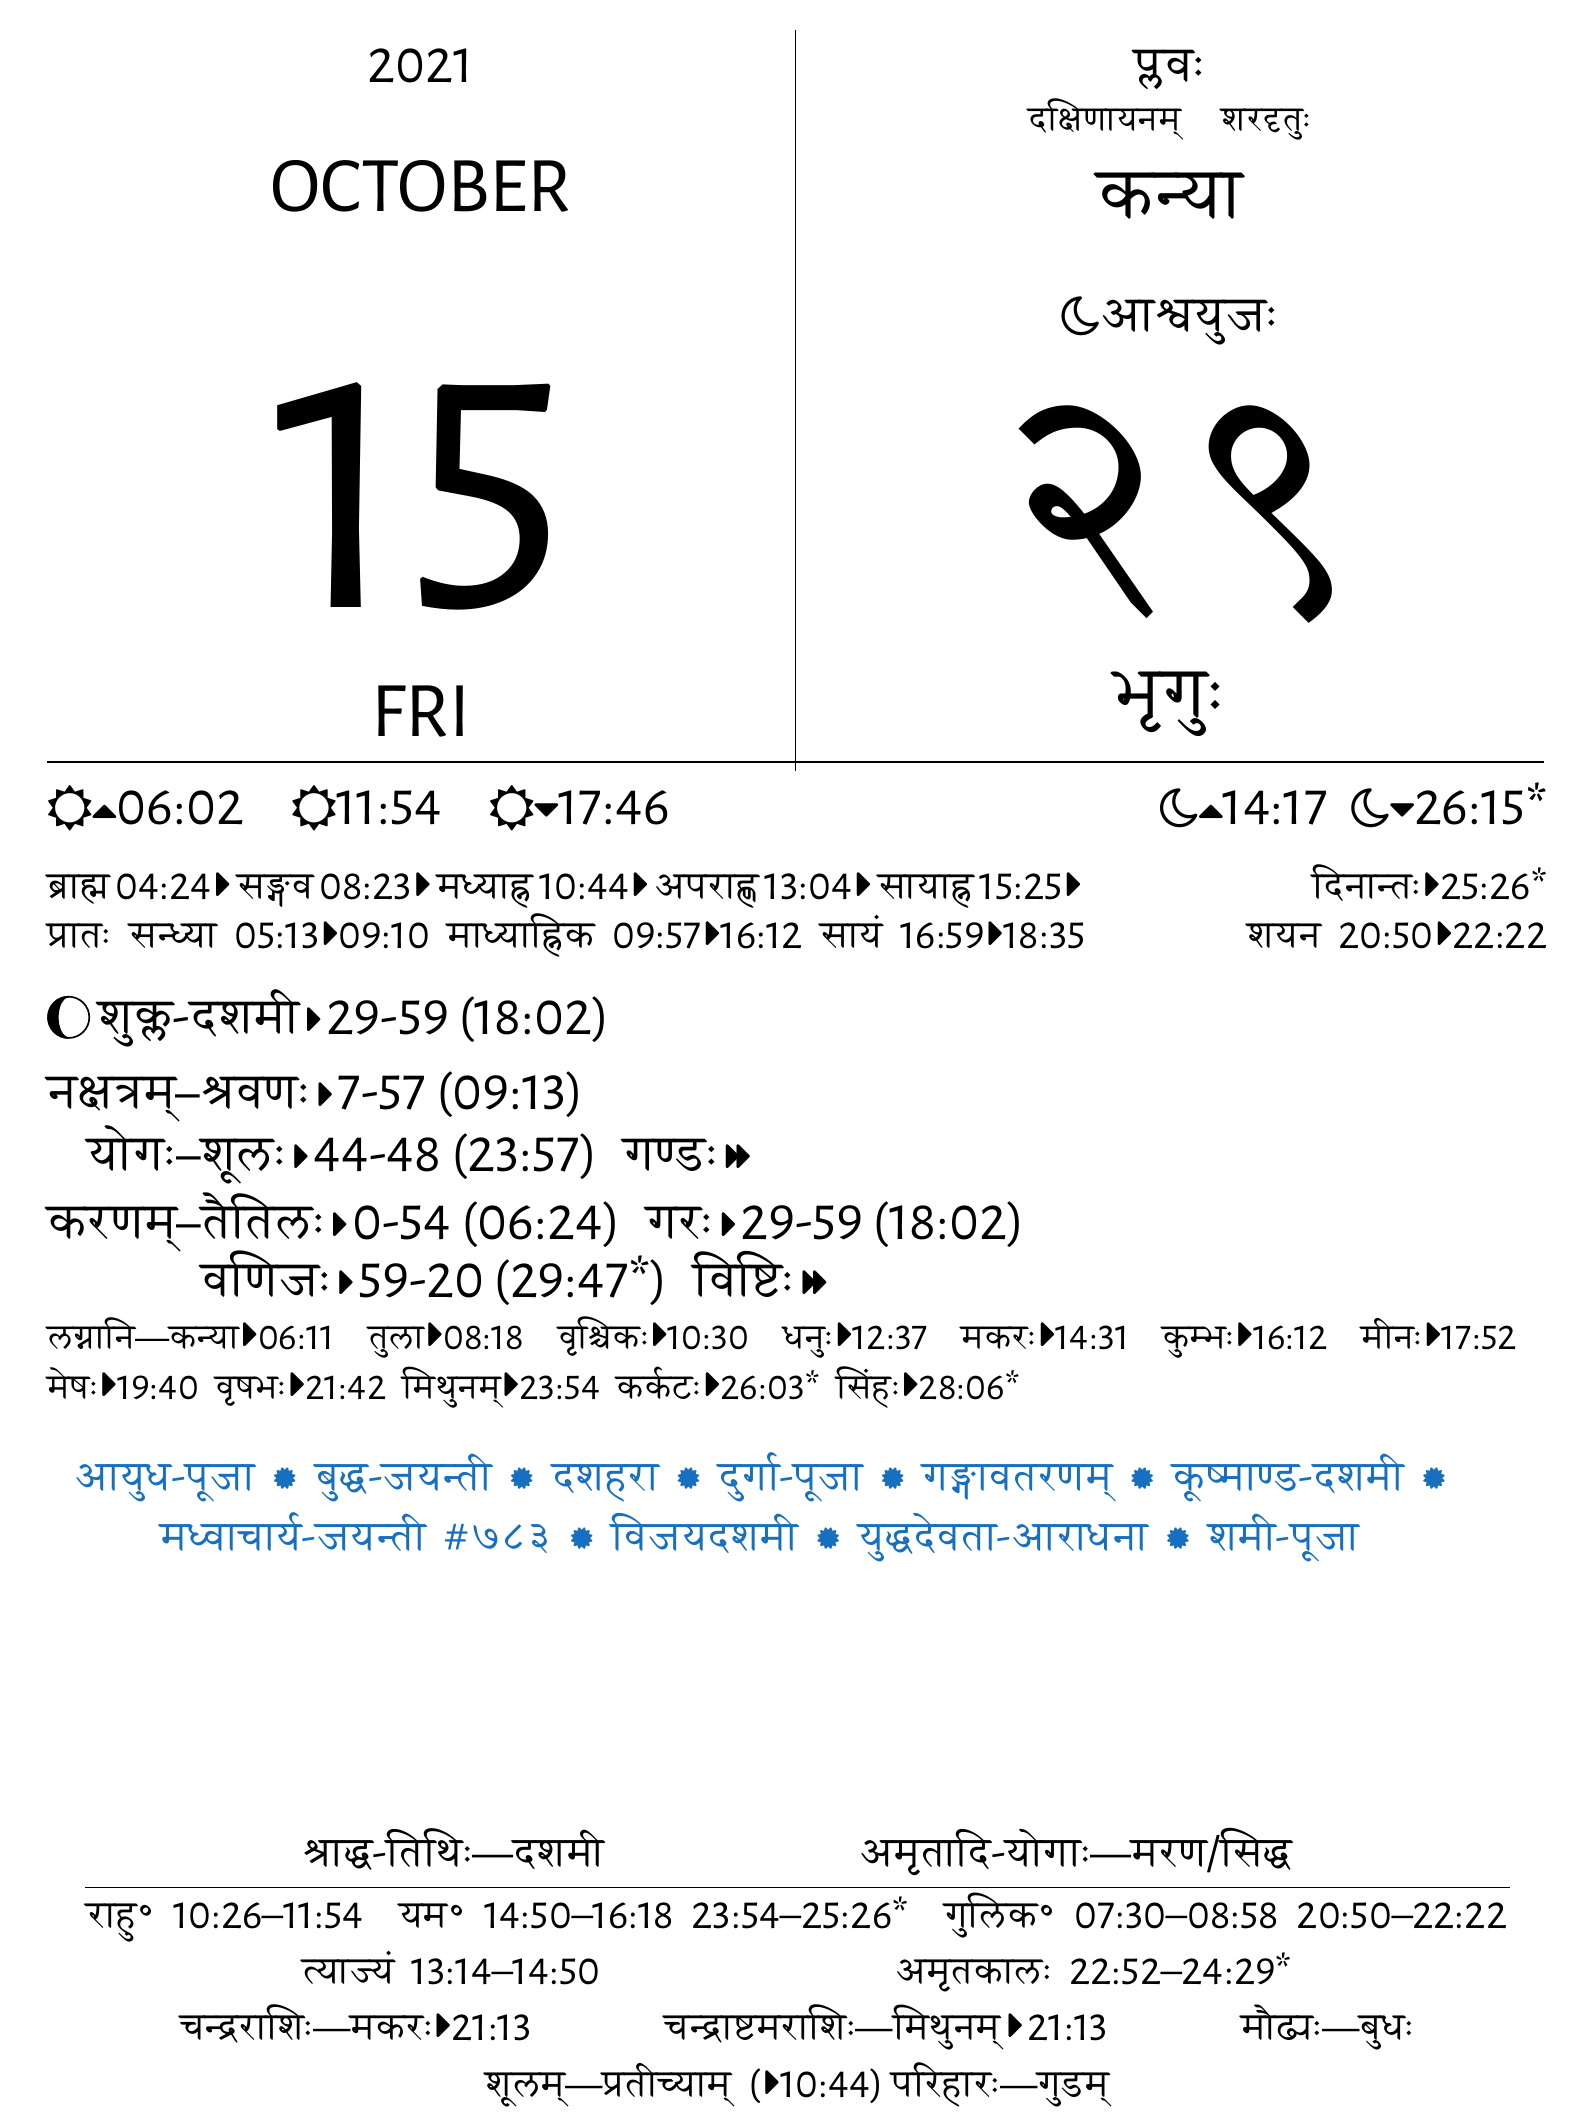 2021
OCTOBER
15
FRI
प्लवः
दक्षिणायनम् शरदृतुः
कन्या
आश्वयुजः
२९
भृगुः
06:02 11:54 17:46 14:17 26:15*
ब्राह्म 04:24 सङ्गव 08:23 मध्याह्न 10:44 अपराह्ण 13:04 सायाह्न 15:25 दिनान्तः 25:26*
प्रातः सन्ध्या 05:13 09:10 माध्याह्निक 09:57 16:12 सायं 16:59 18:35 शयन 20:50 22:22
शुक्ल-दशमी 29-59 (18:02)
नक्षत्रम्–श्रवणः 7-57 (09:13)
योगः–शूलः 44-48 (23:57) गण्डः
करणम्–तैतिलः 0-54 (06:24) गरः 29-59 (18:02)
वणिजः 59-20 (29:47*) विष्टिः
लग्नानि—कन्या 06:11 तुला 08:18 वृश्चिकः 10:30 धनुः 12:37 मकरः 14:31 कुम्भः 16:12 मीनः 17:52
मेषः 19:40 वृषभः 21:42 मिथुनम् 23:54 कर्कटः 26:03* सिंहः 28:06*
आयुध-पूजा ✹ बुद्ध-जयन्ती ✹ दशहरा ✹ दुर्गा-पूजा ✹ गङ्गावतरणम् ✹ कूष्माण्ड-दशमी ✹
मध्वाचार्य-जयन्ती #७८३ ✹ विजयदशमी ✹ युद्धदेवता-आराधना ✹ शमी-पूजा
श्राद्ध-तिथिः—दशमी अमृतादि-योगाः—मरण/सिद्ध
राहु॰ 10:26–11:54 यम॰ 14:50–16:18 23:54–25:26* गुलिक॰ 07:30–08:58 20:50–22:22
त्याज्यं 13:14–14:50 अमृतकालः 22:52–24:29*
चन्द्रराशिः—मकरः 21:13 चन्द्राष्टमराशिः—मिथुनम् 21:13 मौढ्यः—बुधः
शूलम्—प्रतीच्याम् (10:44) परिहारः—गुडम्